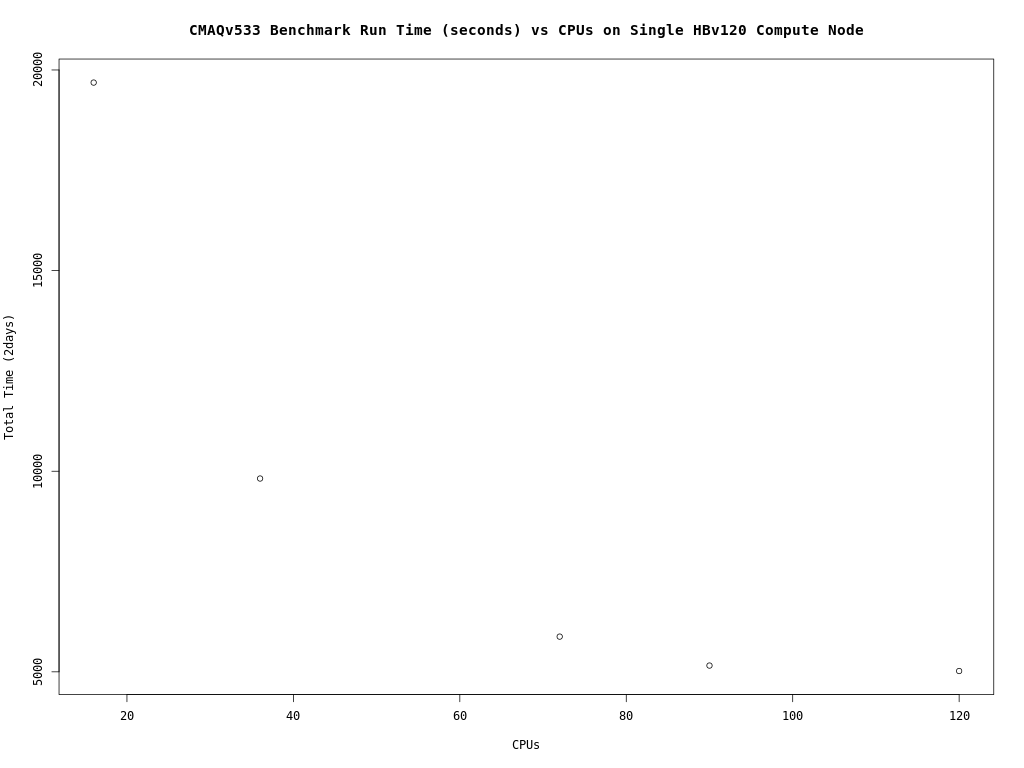 CMAQv533 Benchmark Run Time (seconds) vs CPUs on Single HBv120 Compute Node
Total Time (2days)
20000
15000
10000
5000
20 40 60 80 100 120
CPUs